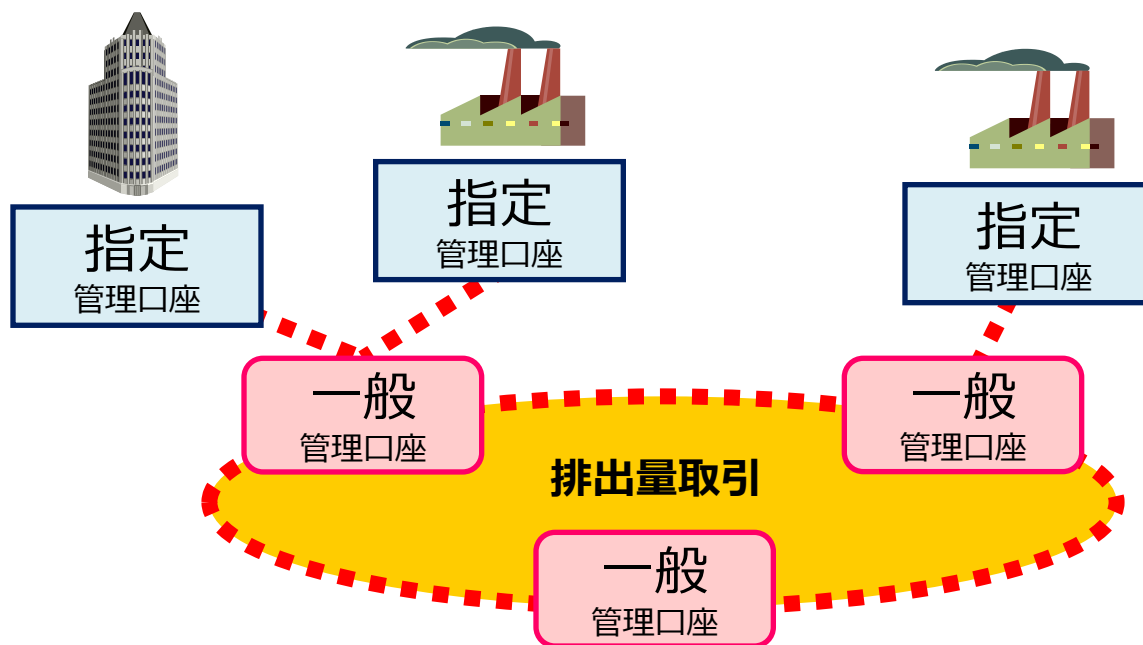 指定
管理口座
指定
管理口座
指定
管理口座
一般
管理口座
一般
管理口座
排出量取引
一般
管理口座